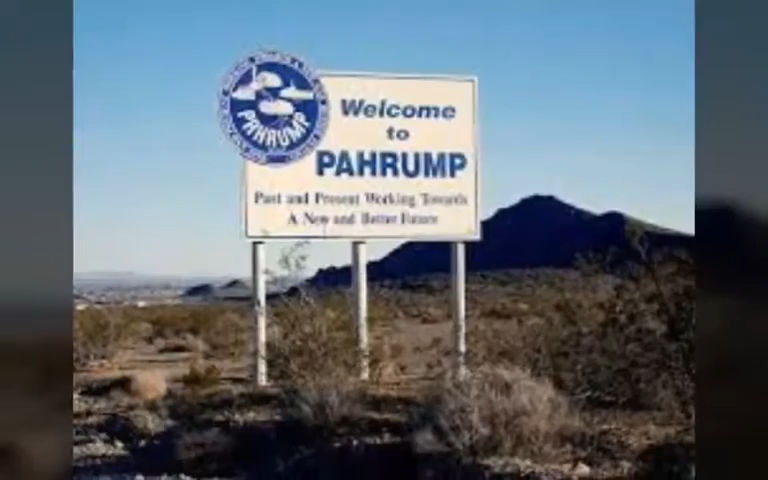 PAHRUMP
Welcome
to
PAHRUMP
Past and Present Working Towards
A New and Better Future